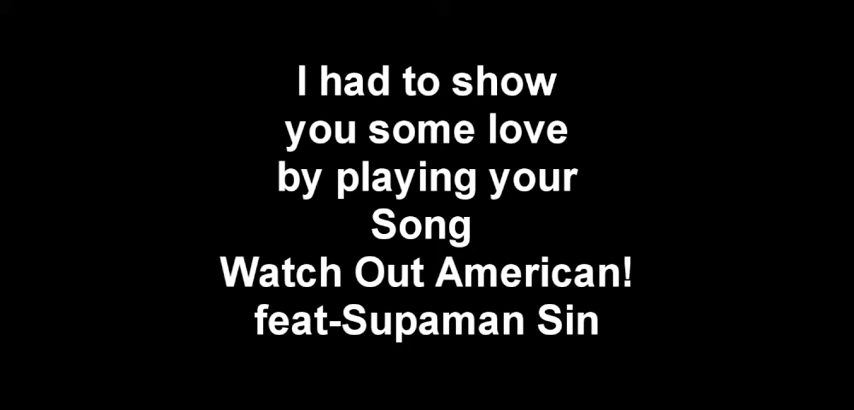 I had to show
you some love
by playing your
Song
Watch Out American!
feat-Supaman Sin